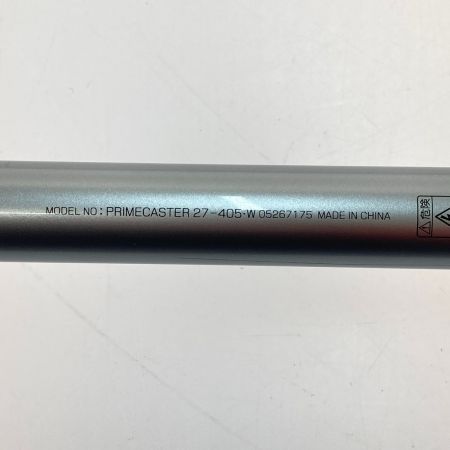 MODEL NO: PRIMECASTER 27-405•W 05267175 MADE IN CHINA
危険